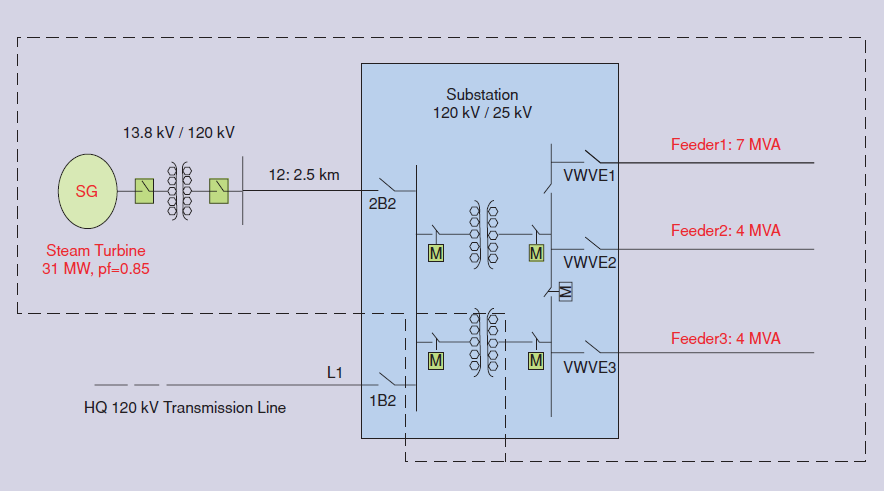 Substation
120 kV / 25 kV
13.8 kV / 120 kV
SG
Steam Turbine
31 MW, pf=0.85
12: 2.5 km
2B2
M
M
VWVE1
Feeder1: 7 MVA
VWVE2
Feeder2: 4 MVA
M
M
M
VWVE3
Feeder3: 4 MVA
L1
1B2
HQ 120 kV Transmission Line